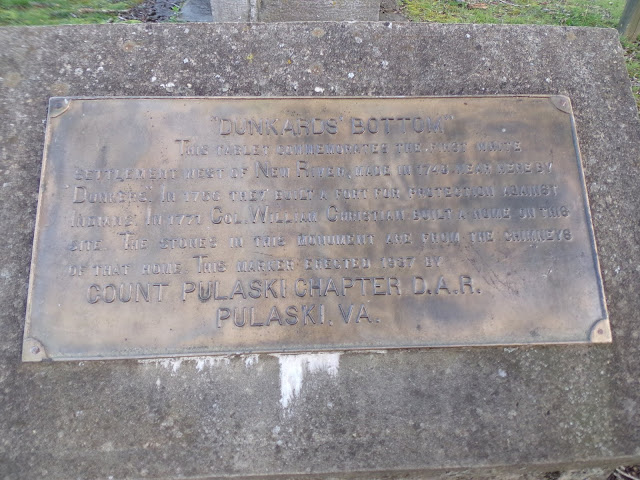 "DUNKARDS' BOTTOM"
THIS TABLET COMMEMORATES THE FIRST WHITE
SETTLEMENT WEST OF NEW RIVER, MADE IN 1745 NEAR HERE BY
"DUNKERS." IN 1756 THEY BUILT A FORT FOR PROTECTION AGAINST
INDIANS. IN 1771 COL. WILLIAM CHRISTIAN BUILT A HOME ON THIS
SITE. THE STONES IN THIS MONUMENT ARE FROM THE CHIMNEYS
OF THAT HOME. THIS MARKER ERECTED 1937 BY
COUNT PULASKI CHAPTER D.A.R.
PULASKI, VA.